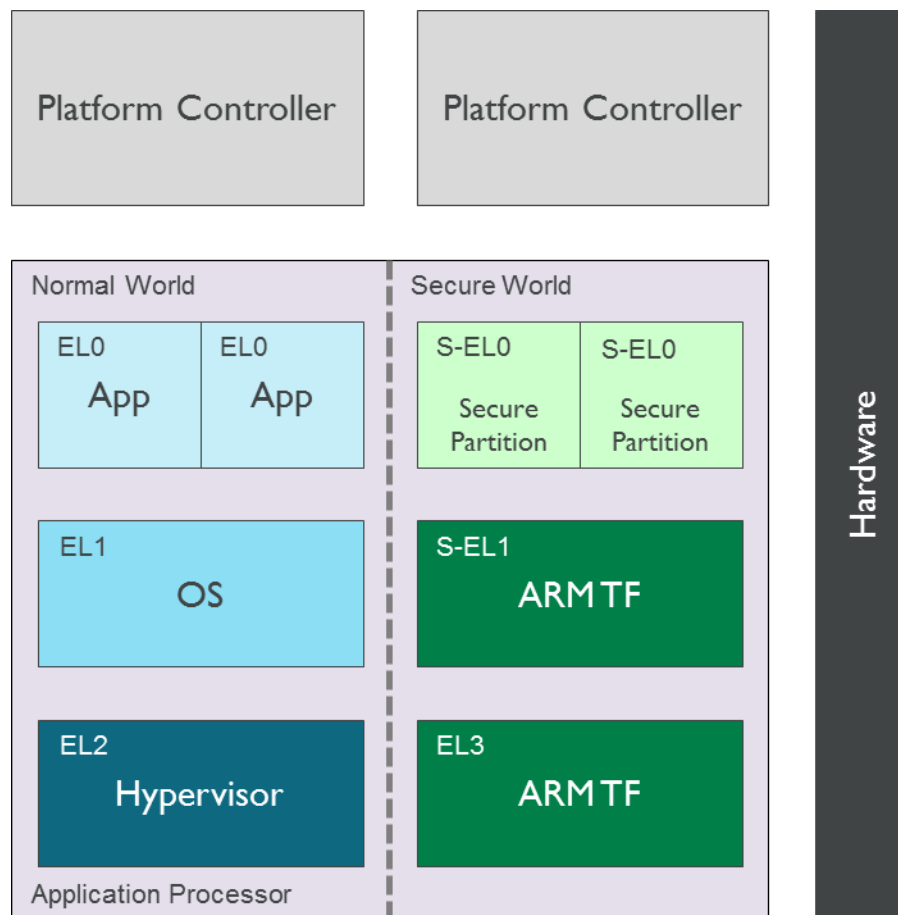 Platform Controller
Platform Controller
Hardware
Normal World
Secure World
EL0
App
EL0
App
S-EL0
Secure
Partition
S-EL0
Secure
Partition
EL1
OS
S-EL1
ARM TF
EL2
Hypervisor
EL3
ARM TF
Application Processor